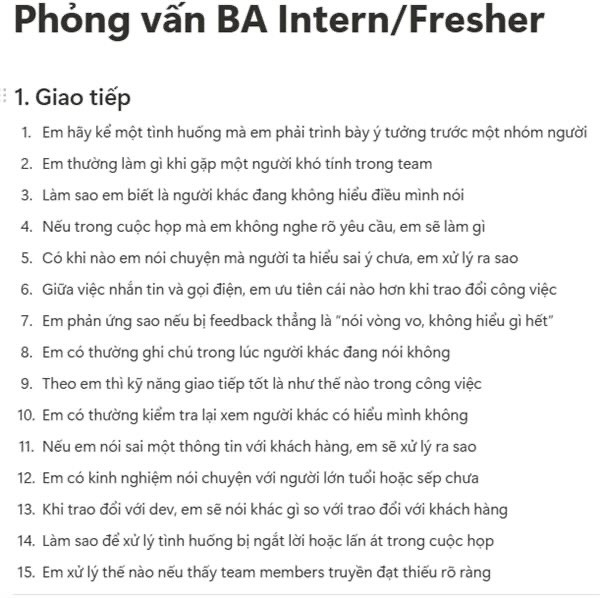 Phỏng vấn BA Intern/Fresher
1. Giao tiếp
1. Em hãy kể một tình huống mà em phải trình bày ý tưởng trước một nhóm người
2. Em thường làm gì khi gặp một người khó tính trong team
3. Làm sao em biết là người khác đang không hiểu điều mình nói
4. Nếu trong cuộc họp mà em không nghe rõ yêu cầu, em sẽ làm gì
5. Có khi nào em nói chuyện mà người ta hiểu sai ý chưa, em xử lý ra sao
6. Giữa việc nhắn tin và gọi điện, em ưu tiên cái nào hơn khi trao đổi công việc
7. Em phản ứng sao nếu bị feedback thẳng là “nói vòng vo, không hiểu gì hết”
8. Em có thường ghi chú trong lúc người khác đang nói không
9. Theo em thì kỹ năng giao tiếp tốt là như thế nào trong công việc
10. Em có thường kiểm tra lại xem người khác có hiểu mình không
11. Nếu em nói sai một thông tin với khách hàng, em sẽ xử lý ra sao
12. Em có kinh nghiệm nói chuyện với người lớn tuổi hoặc sếp chưa
13. Khi trao đổi với dev, em sẽ nói khác gì so với trao đổi với khách hàng
14. Làm sao để xử lý tình huống bị ngắt lời hoặc lấn át trong cuộc họp
15. Em xử lý thế nào nếu thấy team members truyền đạt thiếu rõ ràng